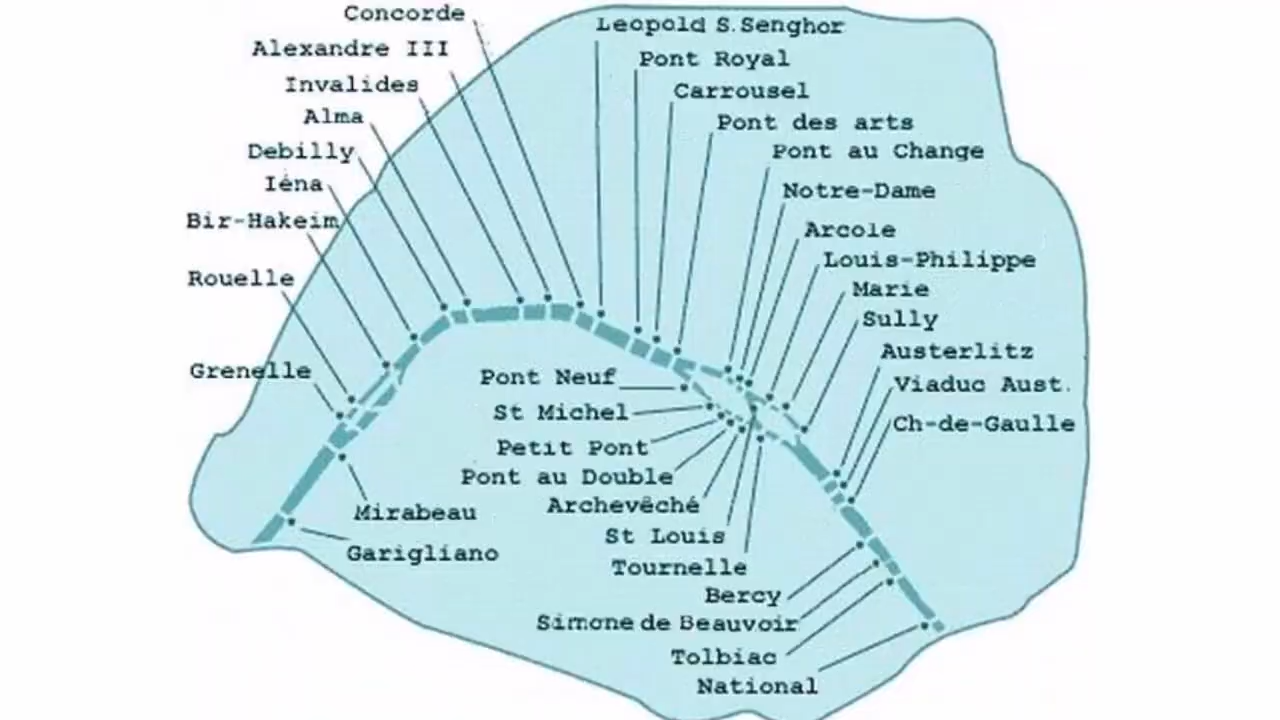 Concorde
Alexandre III
Invalides
Alma
Debilly
Iéna
Bir-Hakeim
Rouelle
Grenelle
Leopold S.Senghor
Pont Royal
Carrousel
Pont des arts
Pont au Change
Notre-Dame
Arcole
Louis-Philippe
Marie
Sully
Austerlitz
Viaduc Aust.
Ch-de-Gaulle
Pont Neuf
St Michel
Petit Pont
Pont au Double
Archevêché
St Louis
Tournelle
Bercy
Simone de Beauvoir
Tolbiac
National
Mirabeau
Garigliano